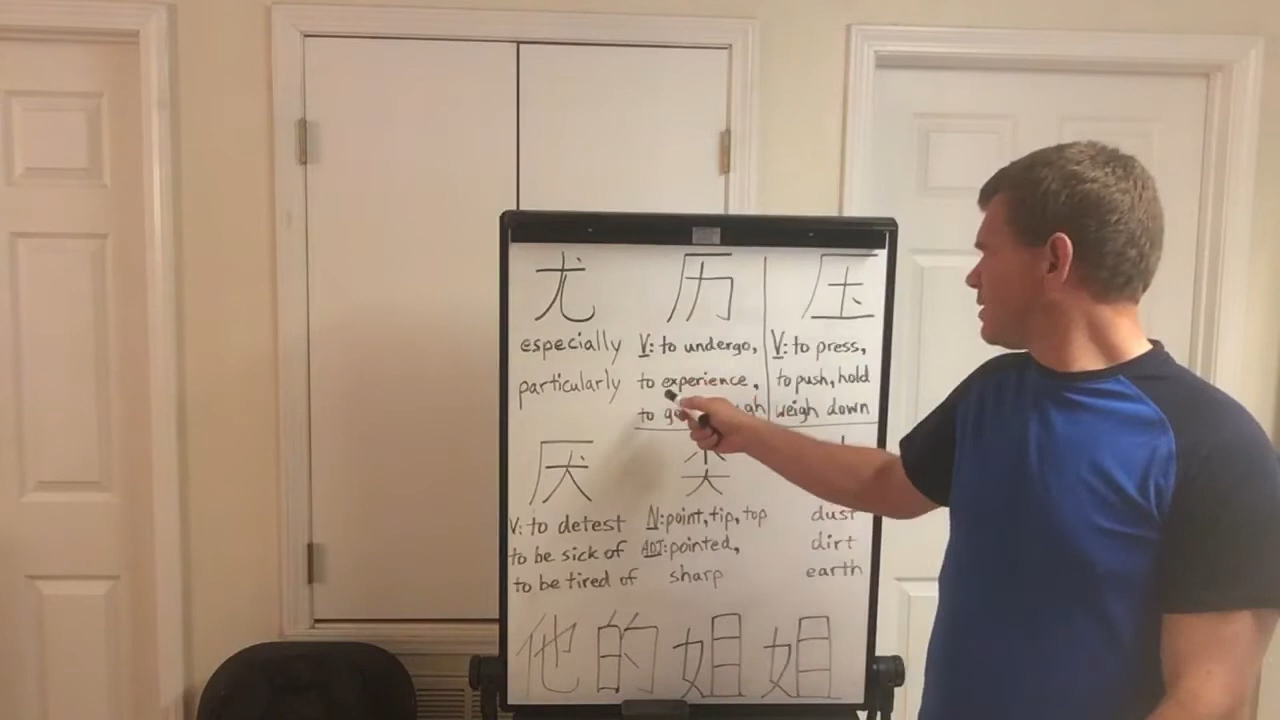 尤 历 压
especially V: to undergo, V: to press,
particularly to experience, to push, hold
to weigh down
厌 尖
V: to detest N: point, tip, top dust
to be sick of ADJ: pointed, dirt
to be tired of sharp earth
他的姐姐